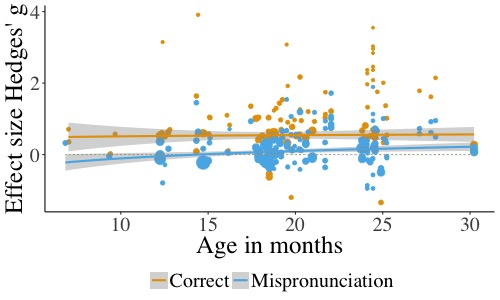 Effect size Hedges' g
4
2
0
10 15 20 25 30
Age in months
Correct Mispronunciation